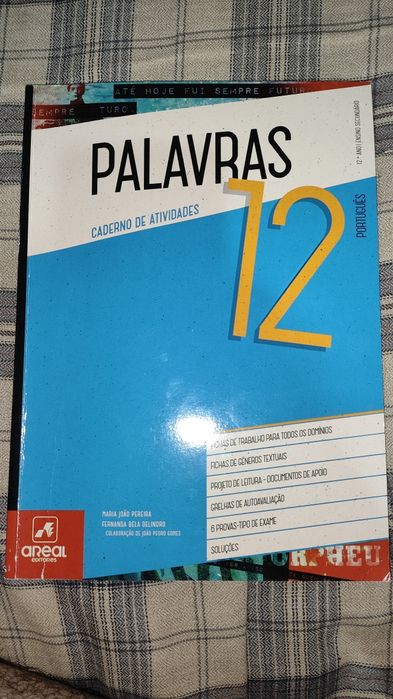 ATÉ HOJE FUI SEMPRE FUTURO
SEMPRE
TURO.
PALAVRAS
12
CADERNO DE ATIVIDADES
12.º ANO | ENSINO SECUNDÁRIO
PORTUGUÊS
FICHAS DE TRABALHO PARA TODOS OS DOMÍNIOS
FICHAS DE GÉNEROS TEXTUAIS
PROJETO DE LEITURA - DOCUMENTOS DE APOIO
GRELHAS DE AUTOAVALIAÇÃO
6 PROVAS-TIPO DE EXAME
SOLUÇÕES
MARIA JOÃO PEREIRA
FERNANDA BELA DELINDRO
COLABORAÇÃO DE JOÃO PEDRO GOMES
areal
EDITORES
ORPHEU